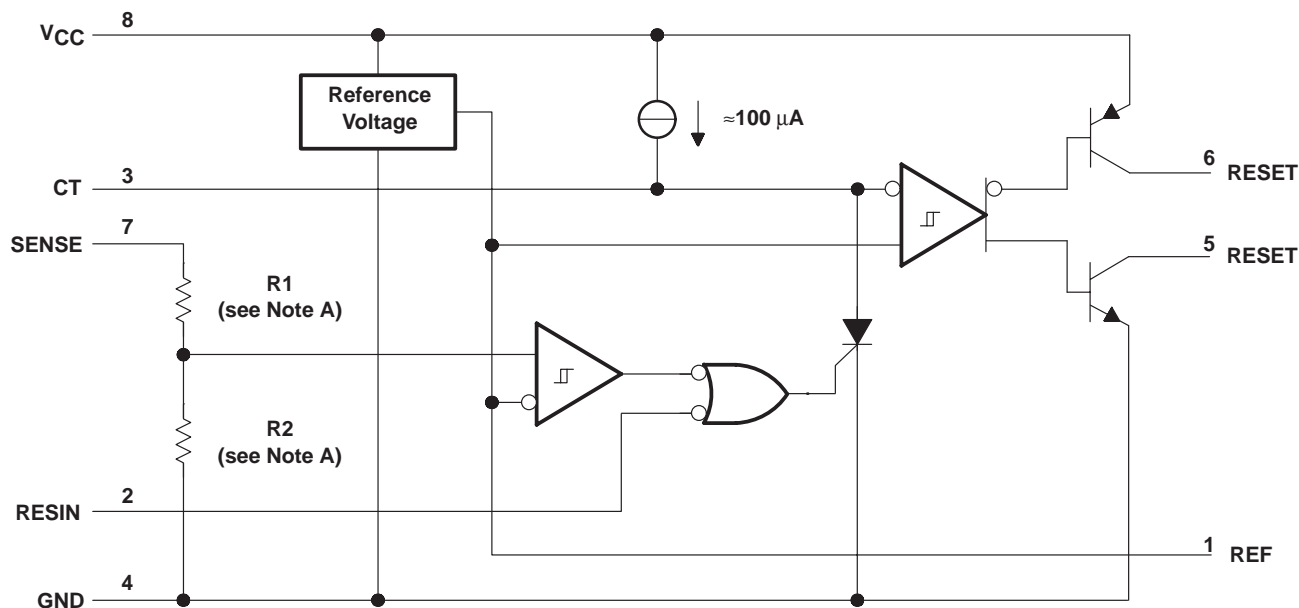 VCC 8
Reference
Voltage
≈100 μA
CT 3
6 RESET
SENSE 7
5 RESET
R1
(see Note A)
R2
(see Note A)
RESIN 2
1 REF
GND 4